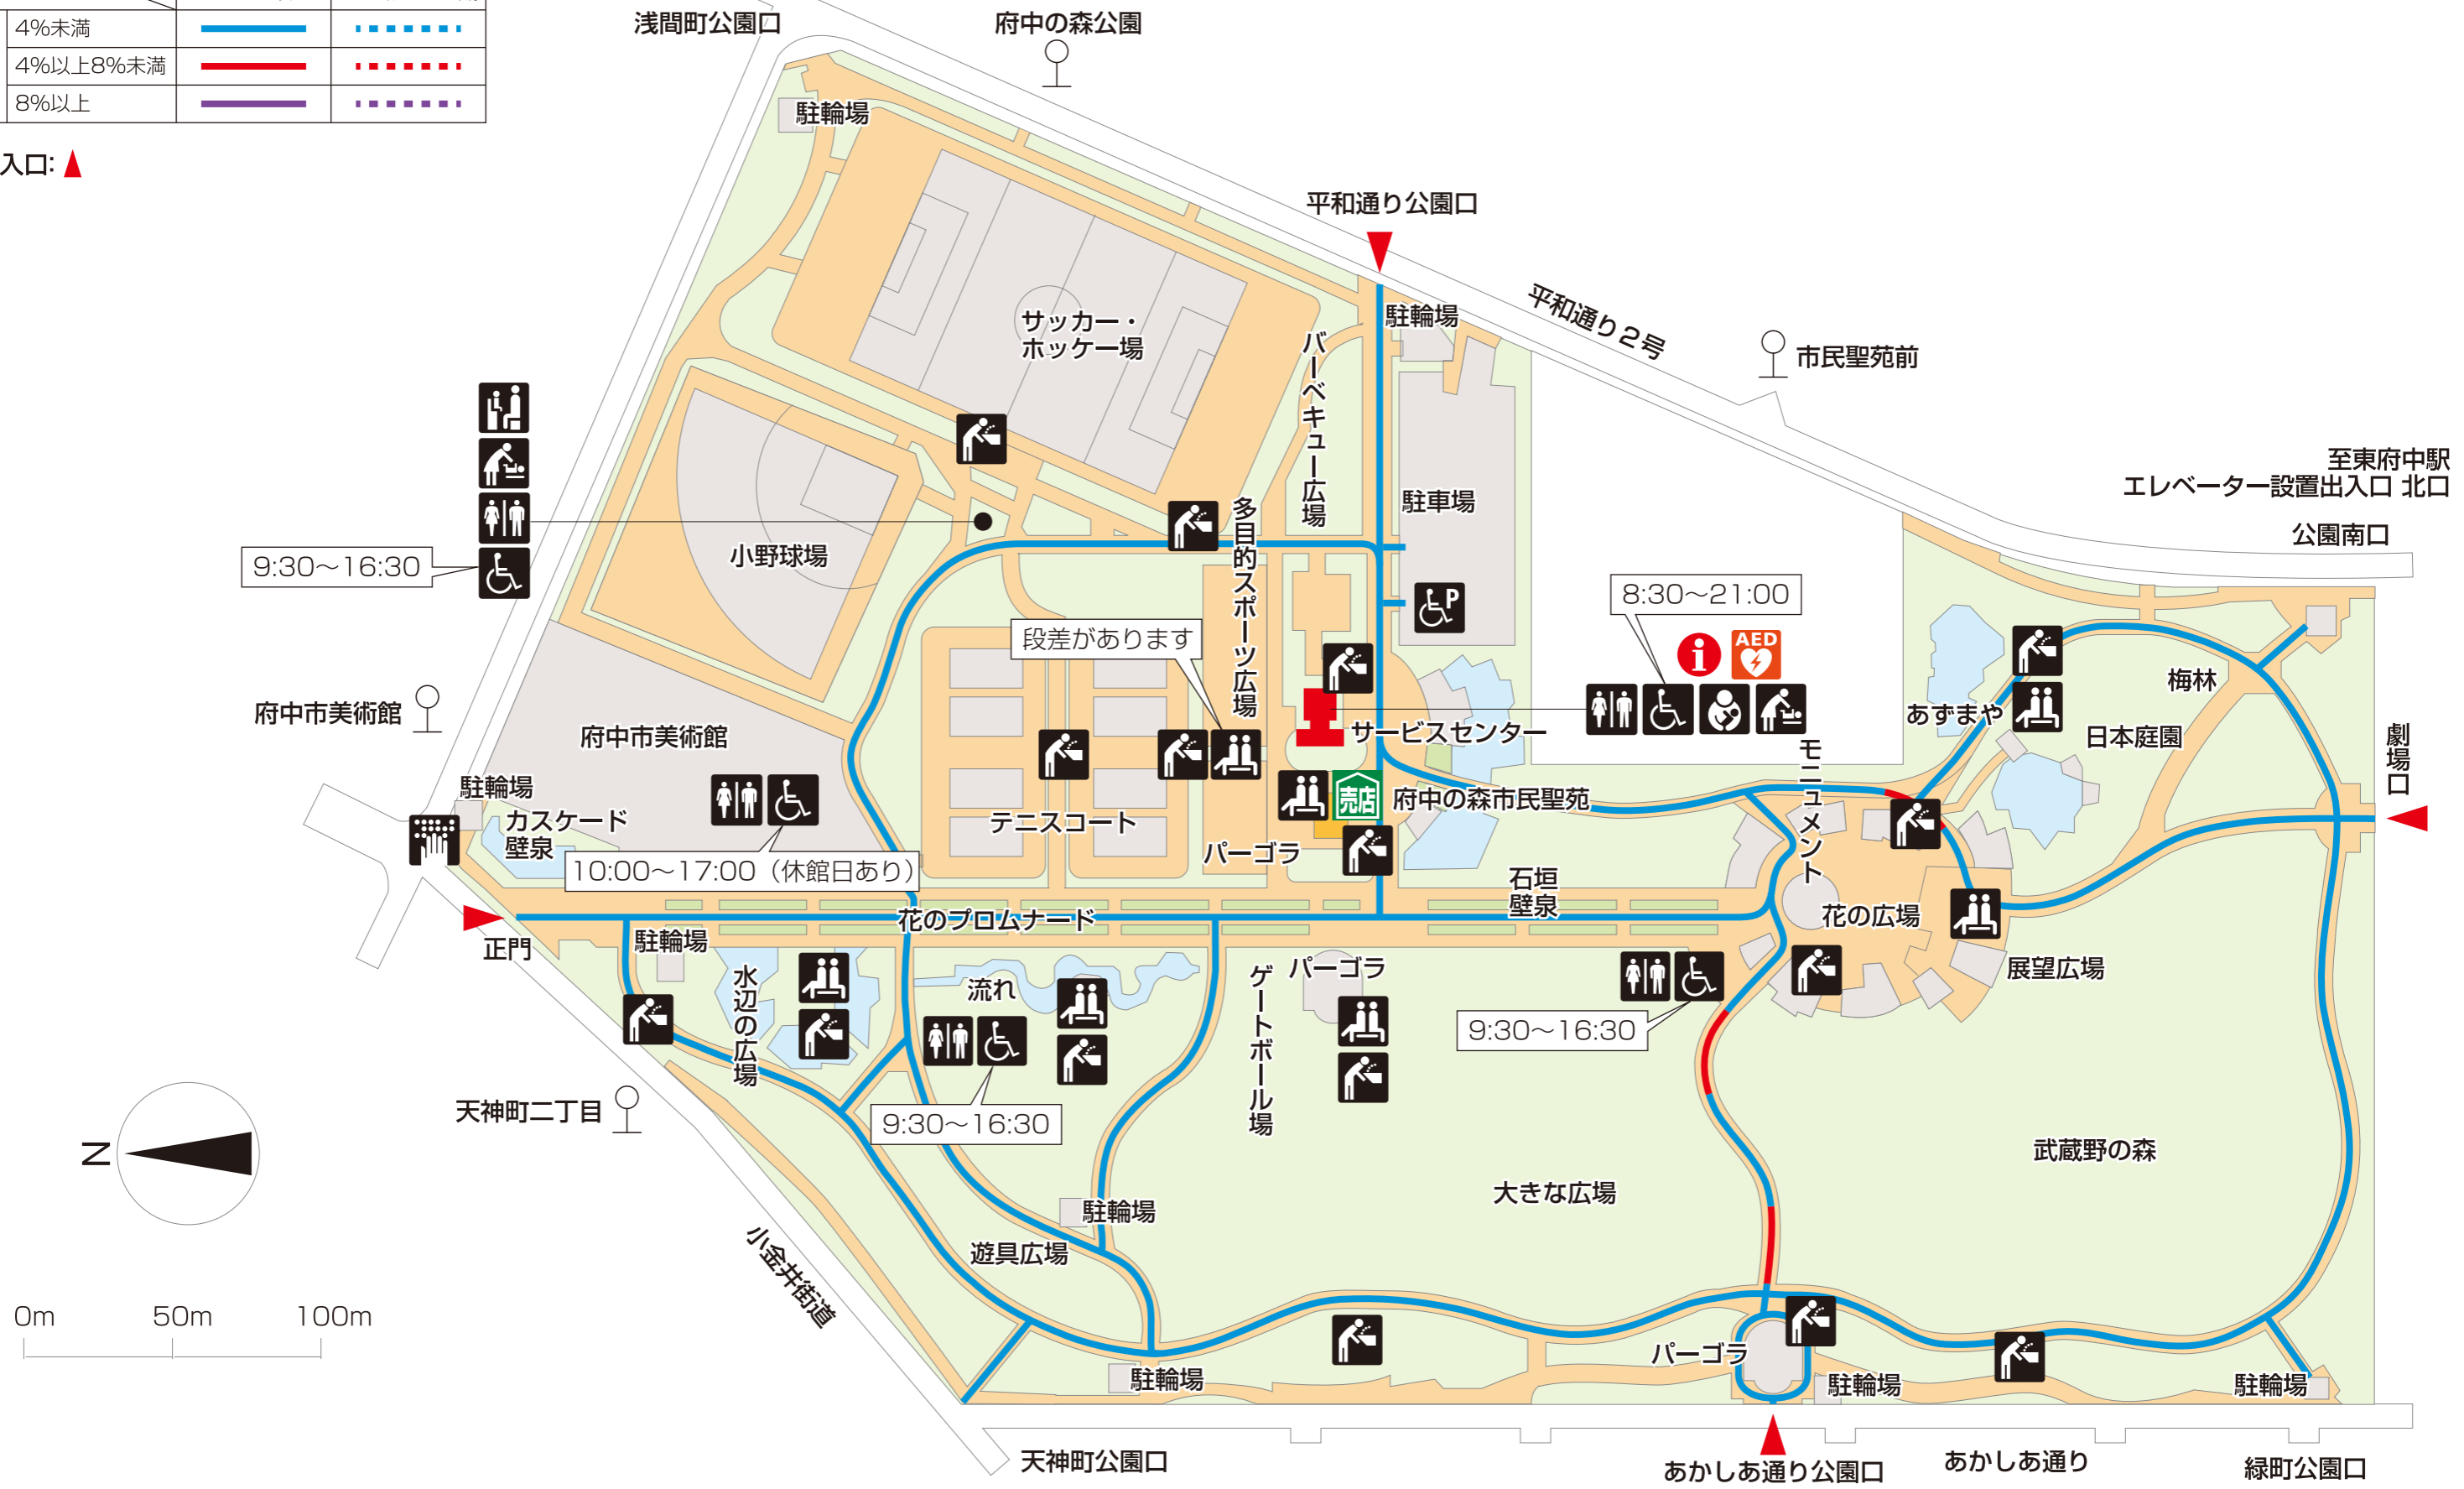 4%未満
4%以上8%未満
8%以上
入口:
浅間町公園口
府中の森公園
駐輪場
平和通り公園口
駐輪場
平和通り2号
市民聖苑前
サッカー・
ホッケー場
バーベキュー広場
駐車場
P
至東府中駅
エレベーター設置出入口 北口
公園南口
多目的スポーツ広場
小野球場
9:30〜16:30
段差があります
8:30〜21:00
i
AED
梅林
あずまや
日本庭園
劇場口
府中市美術館
府中市美術館
サービスセンター
モニュメント
駐輪場
カスケード
壁泉
売店
府中の森市民聖苑
テニスコート
パーゴラ
10:00〜17:00(休館日あり)
石垣
壁泉
花のプロムナード
花の広場
正門
駐輪場
水辺の広場
流れ
ゲートボール場
パーゴラ
展望広場
9:30〜16:30
天神町二丁目
9:30〜16:30
N
武蔵野の森
大きな広場
駐輪場
遊具広場
小金井街道
0m
50m
100m
パーゴラ
駐輪場
駐輪場
駐輪場
天神町公園口
あかしあ通り公園口
あかしあ通り
緑町公園口